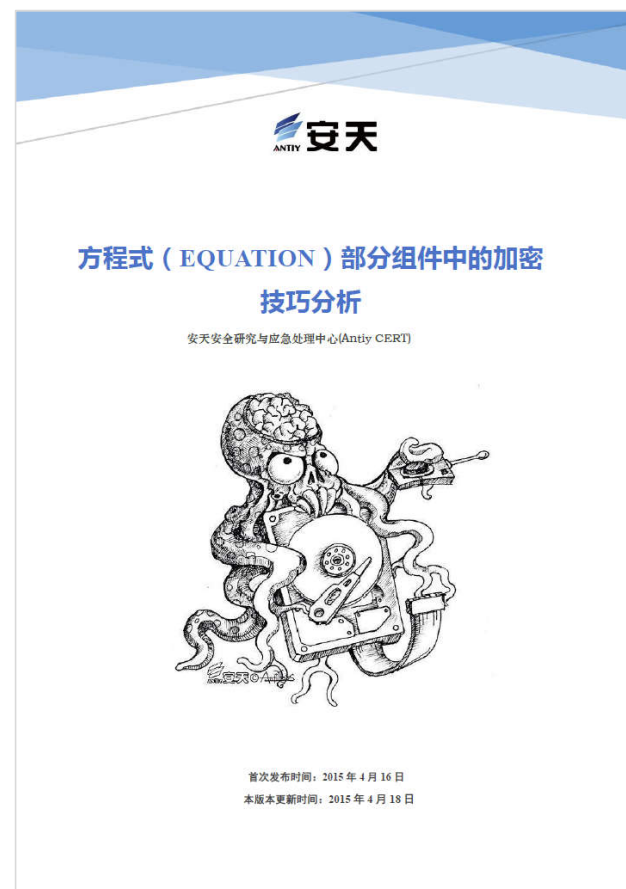 ANTIY 安天
方程式（EQUATION）部分组件中的加密
技巧分析
安天安全研究与应急处理中心(Antiy CERT)
安天©Antiy
首次发布时间：2015 年 4 月 16 日
本版本更新时间：2015 年 4 月 18 日